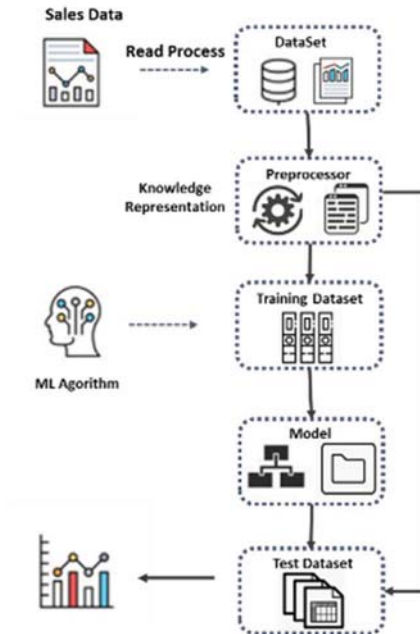 Sales Data
Read Process
DataSet
Preprocessor
Knowledge
Representation
Training Dataset
ML Agorithm
Model
Test Dataset